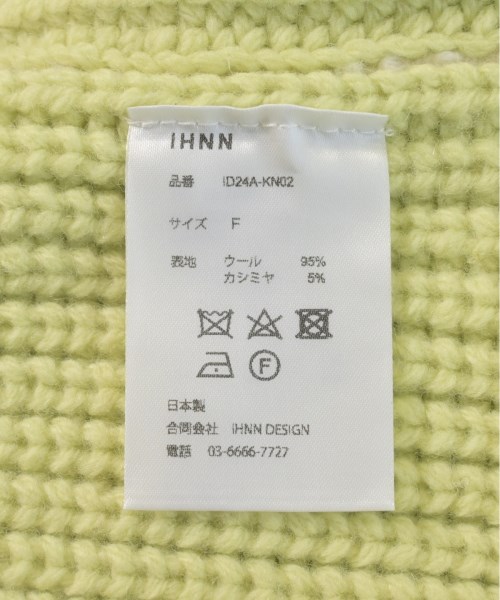 IHNN
品番 ID24A-KN02
サイズ F
表地 ウール 95%
カシミヤ 5%
F
日本製
合同会社 iHNN DESIGN
電話 03-6666-7727